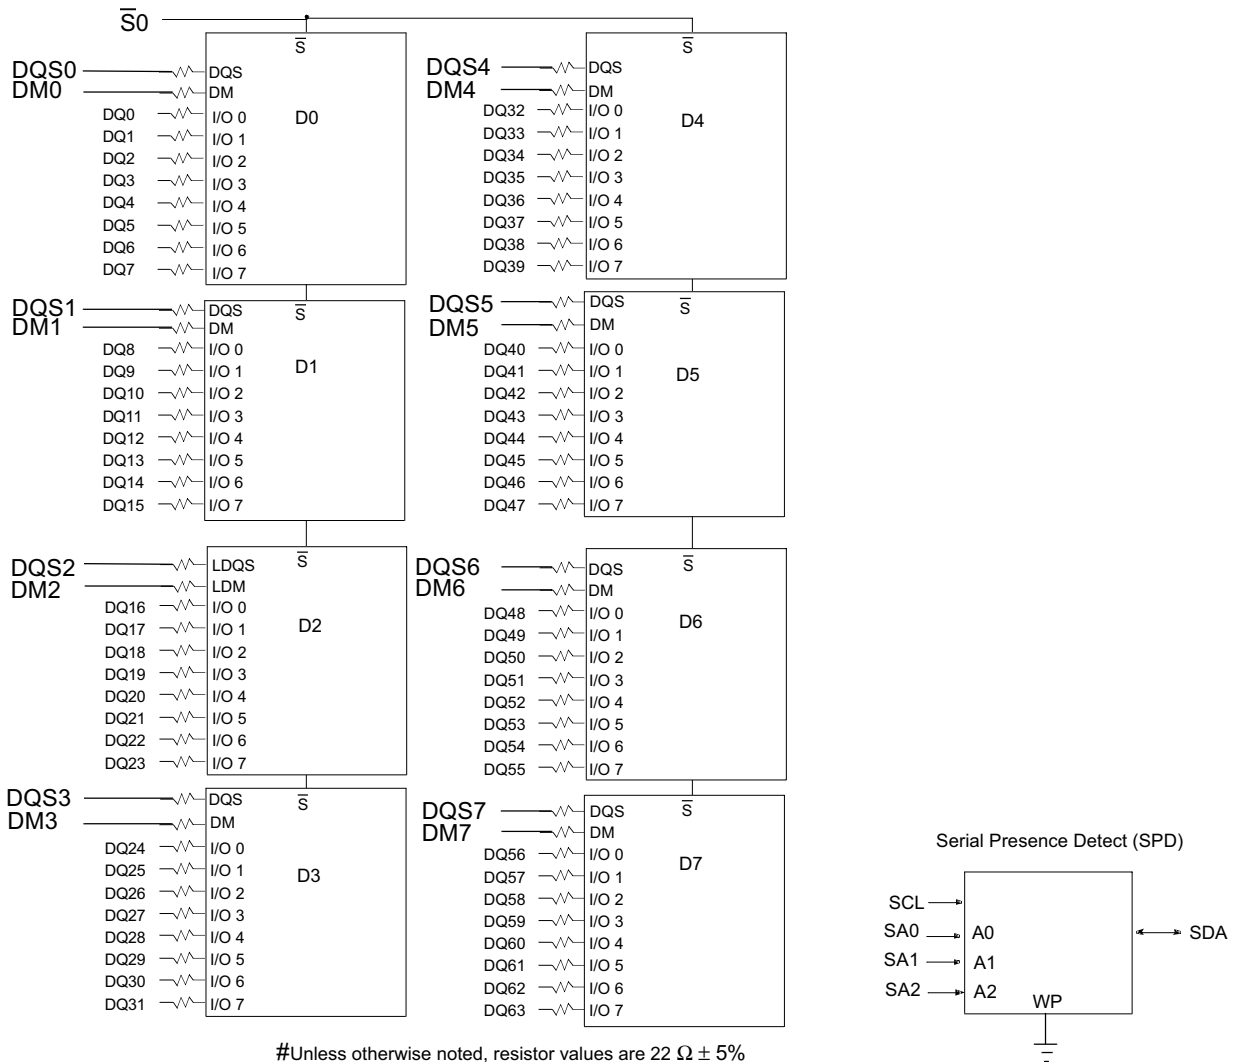 S̅0
S̅
DQS0 DQS
DM0 DM
D0
DQ0 I/O 0
DQ1 I/O 1
DQ2 I/O 2
DQ3 I/O 3
DQ4 I/O 4
DQ5 I/O 5
DQ6 I/O 6
DQ7 I/O 7
S̅
DQS1 DQS
DM1 DM
D1
DQ8 I/O 0
DQ9 I/O 1
DQ10 I/O 2
DQ11 I/O 3
DQ12 I/O 4
DQ13 I/O 5
DQ14 I/O 6
DQ15 I/O 7
S̅
DQS2 LDQS
DM2 LDM
D2
DQ16 I/O 0
DQ17 I/O 1
DQ18 I/O 2
DQ19 I/O 3
DQ20 I/O 4
DQ21 I/O 5
DQ22 I/O 6
DQ23 I/O 7
S̅
DQS3 DQS
DM3 DM
D3
DQ24 I/O 0
DQ25 I/O 1
DQ26 I/O 2
DQ27 I/O 3
DQ28 I/O 4
DQ29 I/O 5
DQ30 I/O 6
DQ31 I/O 7
S̅
DQS4 DQS
DM4 DM
D4
DQ32 I/O 0
DQ33 I/O 1
DQ34 I/O 2
DQ35 I/O 3
DQ36 I/O 4
DQ37 I/O 5
DQ38 I/O 6
DQ39 I/O 7
S̅
DQS5 DQS
DM5 DM
D5
DQ40 I/O 0
DQ41 I/O 1
DQ42 I/O 2
DQ43 I/O 3
DQ44 I/O 4
DQ45 I/O 5
DQ46 I/O 6
DQ47 I/O 7
S̅
DQS6 DQS
DM6 DM
D6
DQ48 I/O 0
DQ49 I/O 1
DQ50 I/O 2
DQ51 I/O 3
DQ52 I/O 4
DQ53 I/O 5
DQ54 I/O 6
DQ55 I/O 7
S̅
DQS7 DQS
DM7 DM
D7
DQ56 I/O 0
DQ57 I/O 1
DQ58 I/O 2
DQ59 I/O 3
DQ60 I/O 4
DQ61 I/O 5
DQ62 I/O 6
DQ63 I/O 7
Serial Presence Detect (SPD)
SCL
SA0 A0 SDA
SA1 A1
SA2 A2
WP
#Unless otherwise noted, resistor values are 22 Ω ± 5%